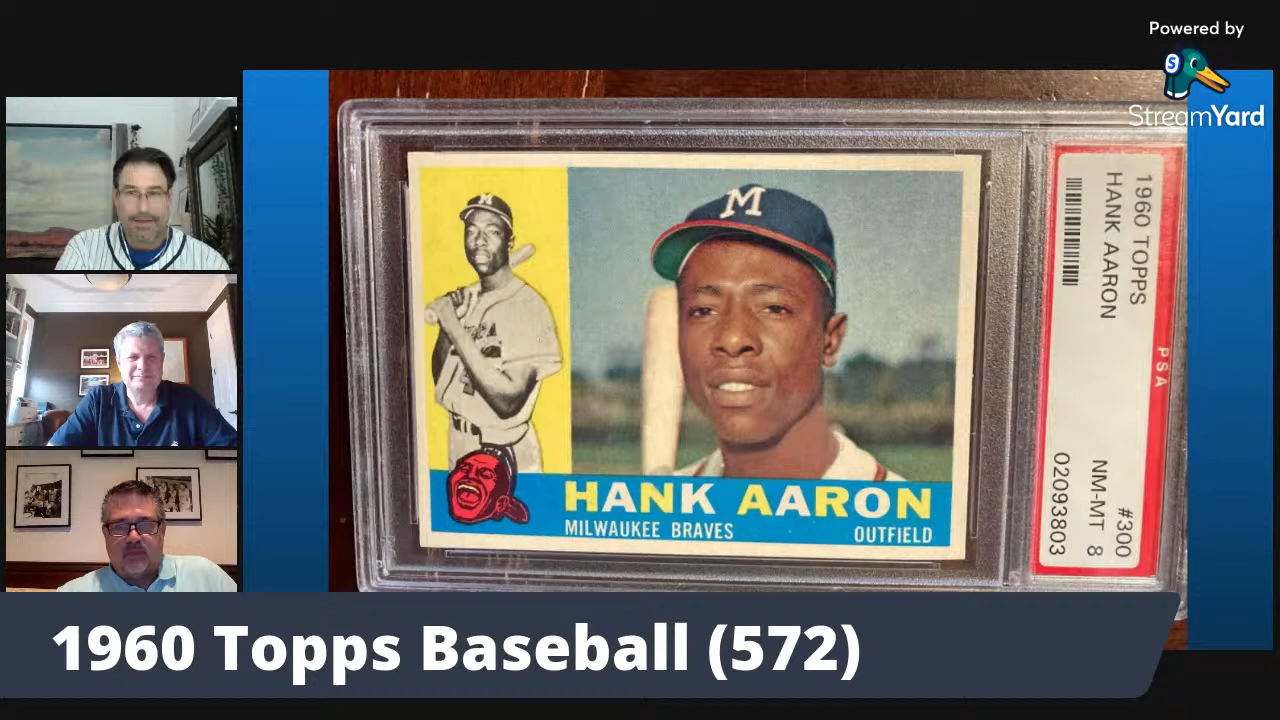 Powered by
S
StreamYard
M
M
HANK AARON
MILWAUKEE BRAVES
OUTFIELD
1960 TOPPS
HANK AARON
PSA
#300
NM-MT 8
02093803
1960 Topps Baseball (572)